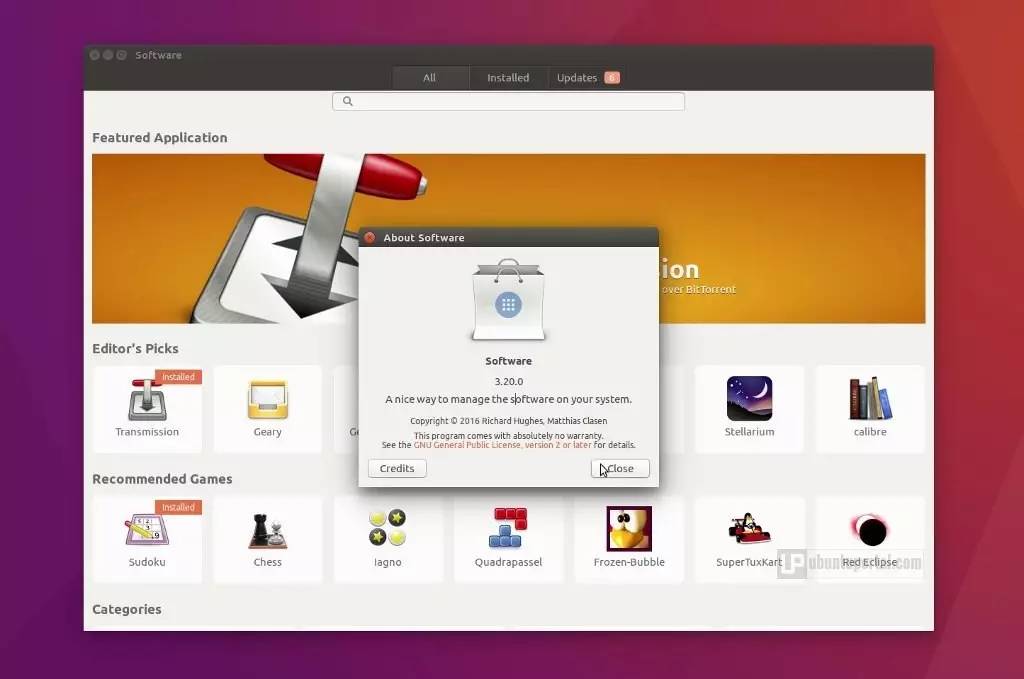 Software
All
Installed
Updates 6
Featured Application
sion
over BitTorrent
About Software
Software
3.20.0
A nice way to manage the software on your system.
Copyright © 2016 Richard Hughes, Matthias Clasen
This program comes with absolutely no warranty.
See the GNU General Public License, version 2 or later for details.
Credits
Close
Editor's Picks
Installed
Transmission
Geary
Stellarium
calibre
Recommended Games
Installed
Sudoku
Chess
Iagno
Quadrapassel
Frozen-Bubble
SuperTuxKart
Red Eclipse
UP ubuntuportal.com
Categories